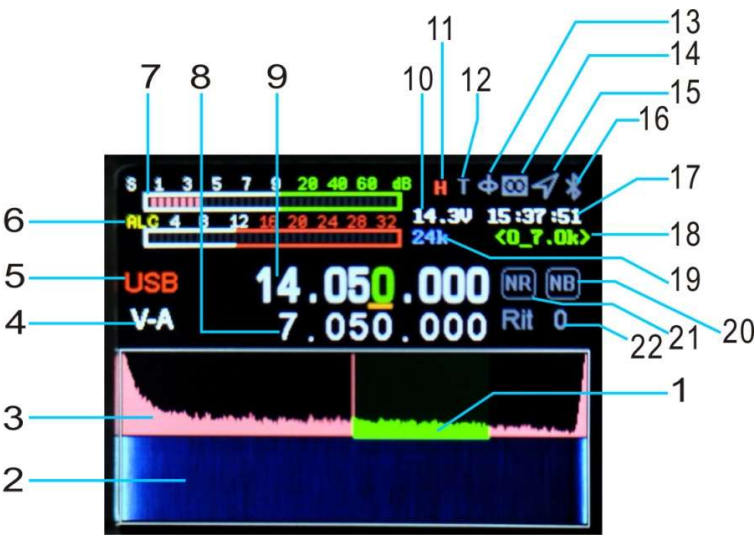 13
11
14
7 8 9 10 12 15
16
S 1 3 5 7 9 20 40 60 dB H T
17
14.3V 15:37:51
6 ALC 4 8 12 16 20 24 28 32 24k <0_7.0k> 18
19
5 USB 14.050.000 NR NB
4 V-A 7.050.000 Rit 0 20
21
22
1
3
2